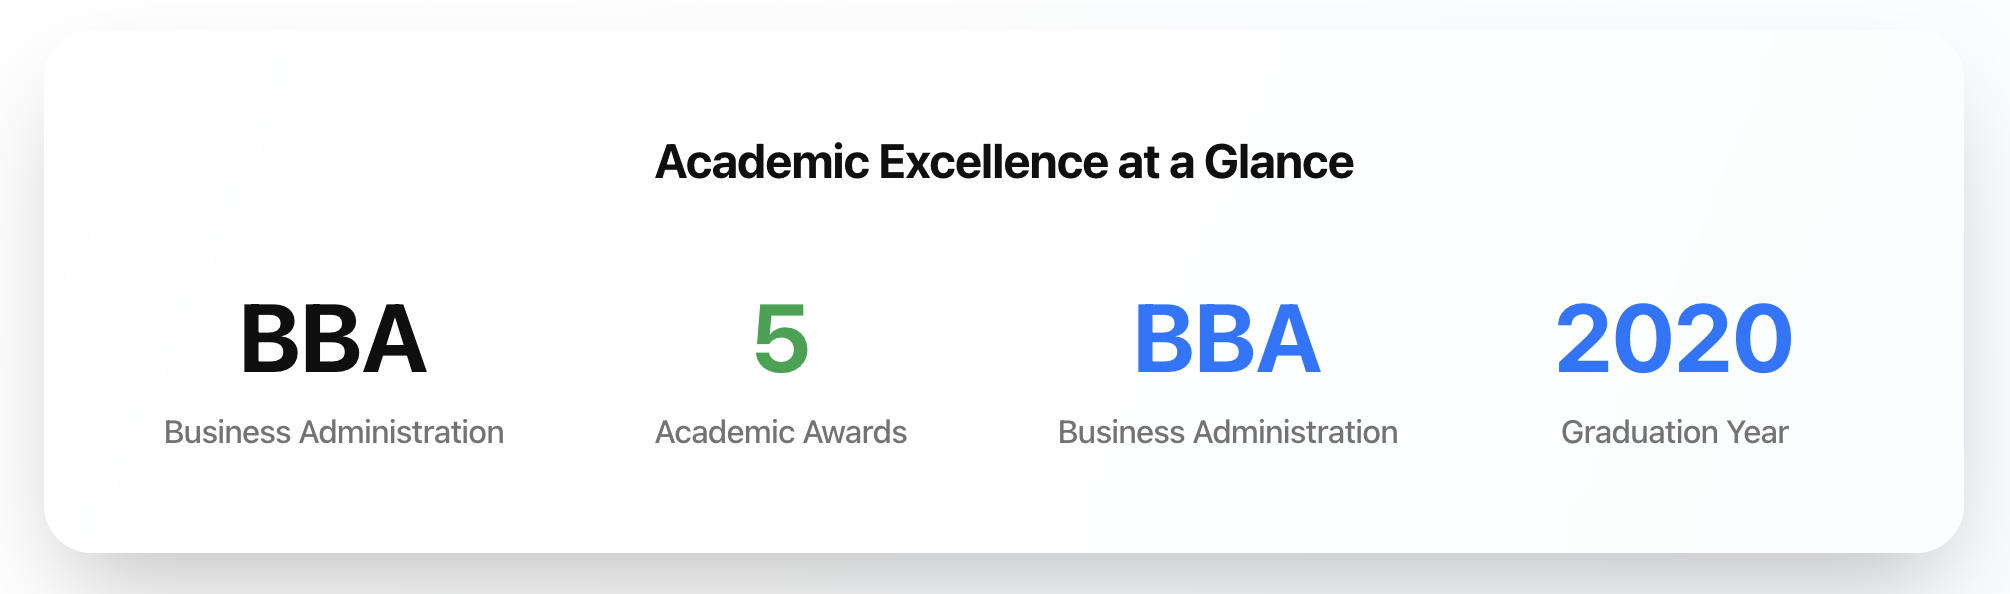 Academic Excellence at a Glance
BBA
Business Administration
5
Academic Awards
BBA
Business Administration
2020
Graduation Year